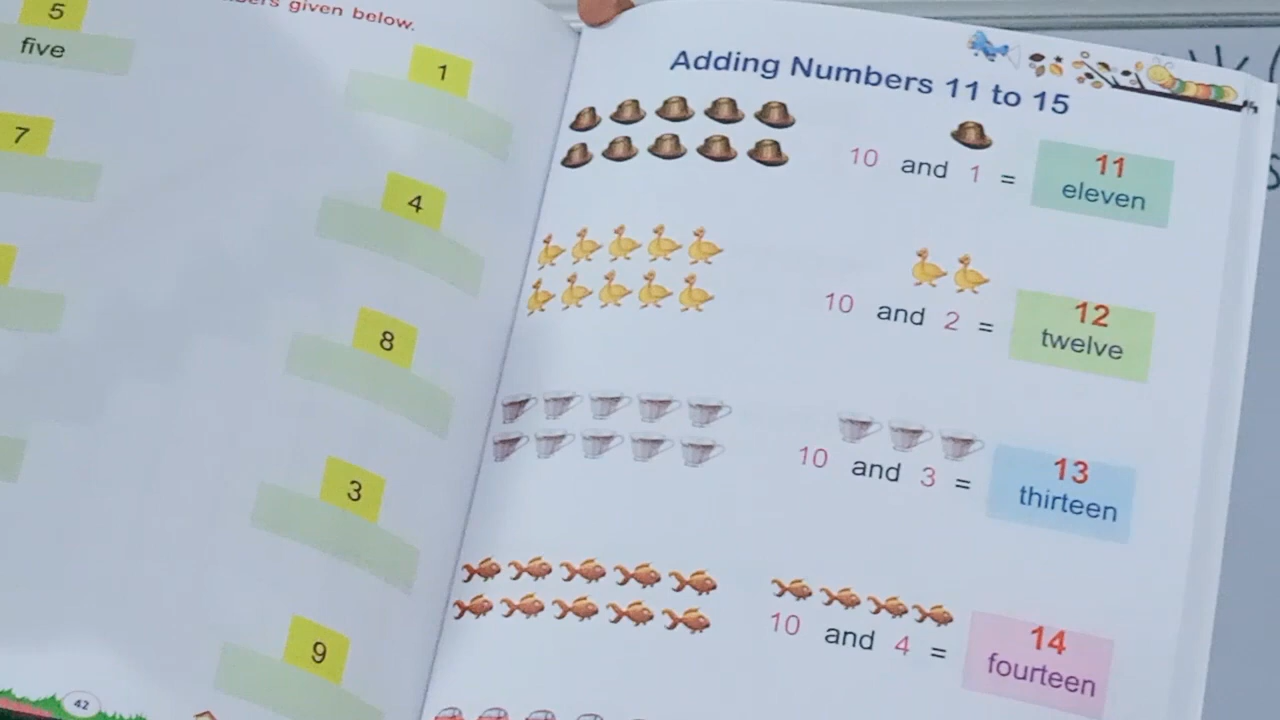 given below.
5
five
1
7
4
8
3
9
42
Adding Numbers 11 to 15
10 and 1 = 11
eleven
10 and 2 = 12
twelve
10 and 3 = 13
thirteen
10 and 4 = 14
fourteen